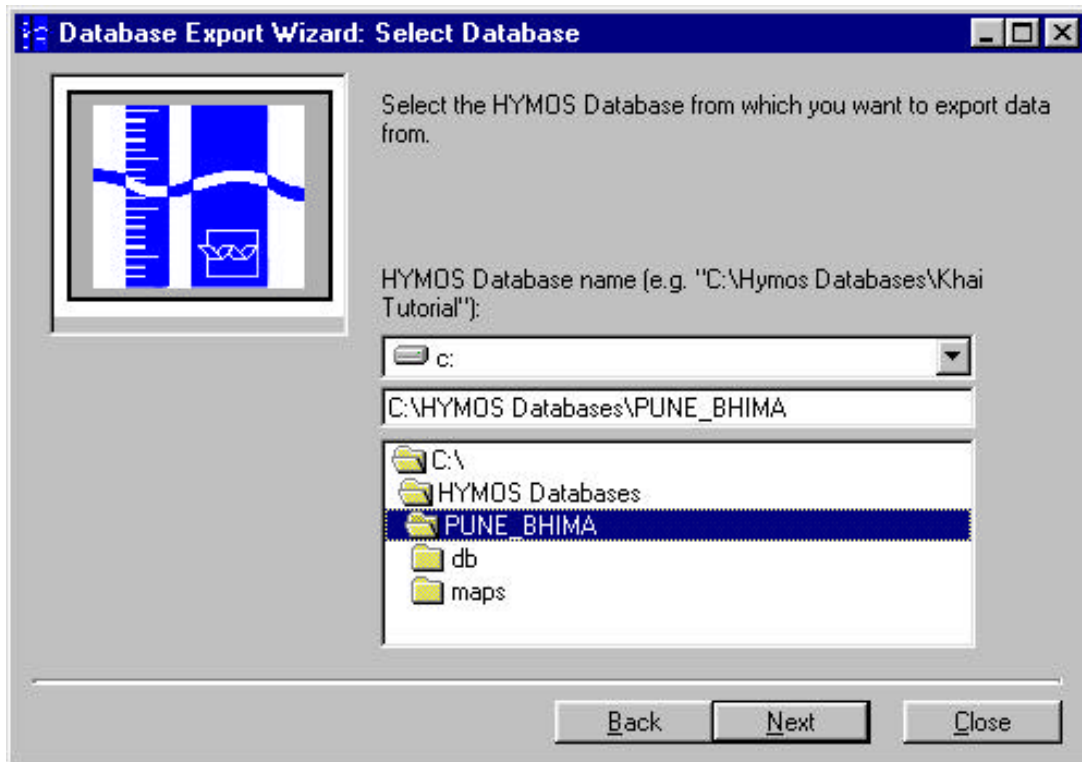 Database Export Wizard: Select Database
Select the HYMOS Database from which you want to export data
from.
HYMOS Database name (e.g. "C:\Hymos Databases\Khai
Tutorial"):
c:
C:\HYMOS Databases\PUNE_BHIMA
C:\
HYMOS Databases
PUNE_BHIMA
db
maps
Back
Next
Close